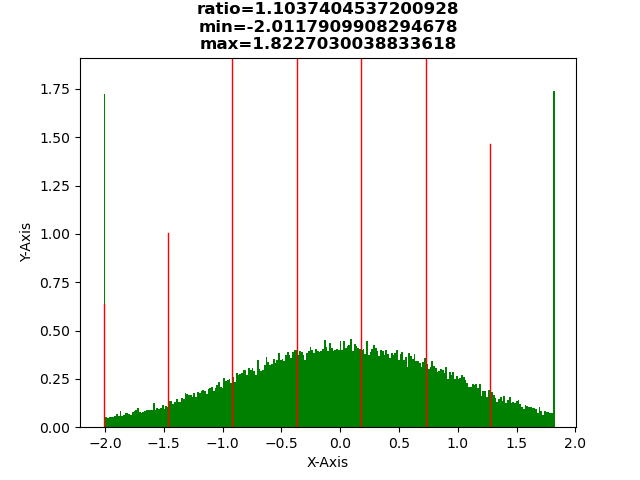 ratio=1.1037404537200928
min=-2.0117909908294678
max=1.8227030038833618
1.75
1.50
1.25
1.00
0.75
0.50
0.25
0.00
Y-Axis
−2.0 −1.5 −1.0 −0.5 0.0 0.5 1.0 1.5 2.0
X-Axis